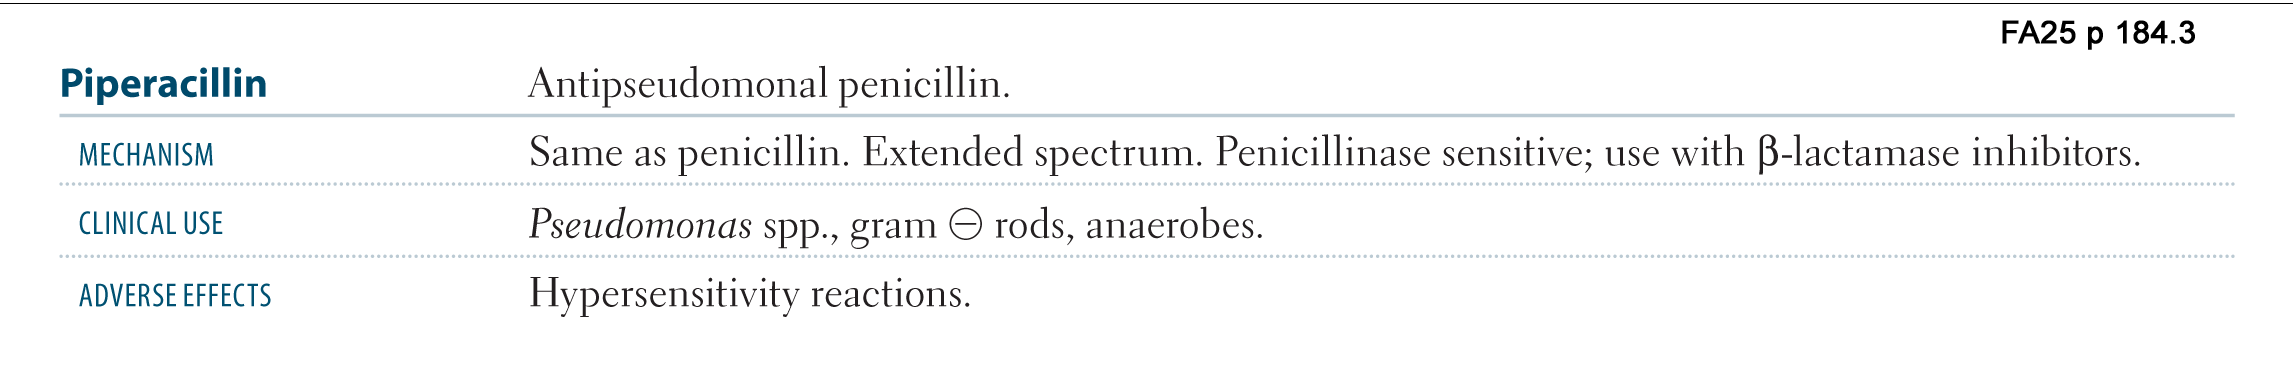 FA25 p 184.3
Piperacillin Antipseudomonal penicillin.
MECHANISM Same as penicillin. Extended spectrum. Penicillinase sensitive; use with β-lactamase inhibitors.
CLINICAL USE Pseudomonas spp., gram ⊖ rods, anaerobes.
ADVERSE EFFECTS Hypersensitivity reactions.